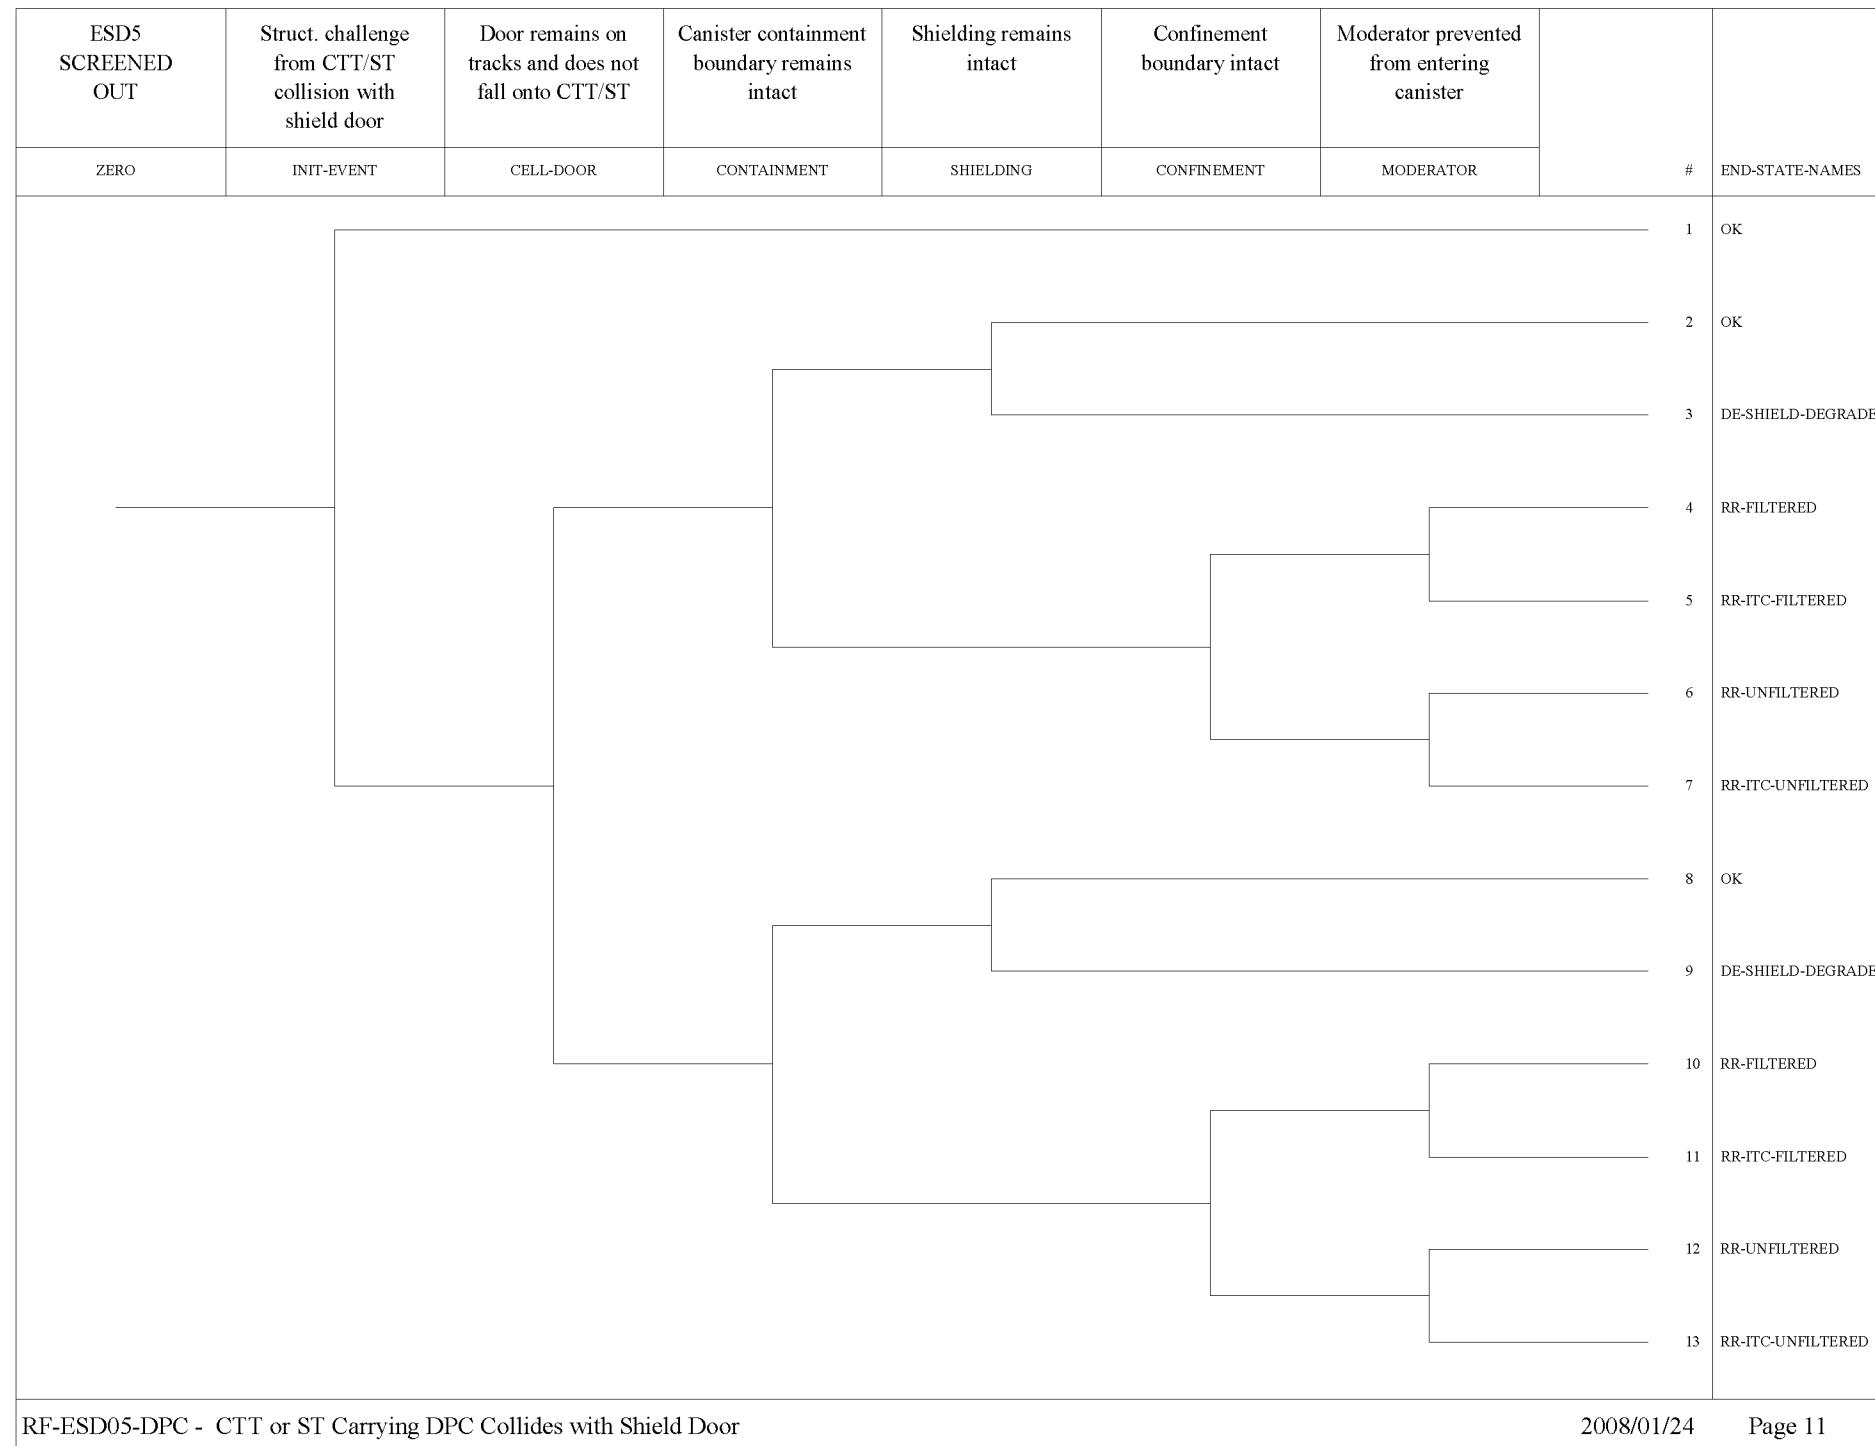 ESD5
SCREENED
OUT
Struct. challenge
from CTT/ST
collision with
shield door
Door remains on
tracks and does not
fall onto CTT/ST
Canister containment
boundary remains
intact
Shielding remains
intact
Confinement
boundary intact
Moderator prevented
from entering
canister
ZERO
INIT-EVENT
CELL-DOOR
CONTAINMENT
SHIELDING
CONFINEMENT
MODERATOR
#
END-STATE-NAMES
1 OK
2 OK
3 DE-SHIELD-DEGRADE
4 RR-FILTERED
5 RR-ITC-FILTERED
6 RR-UNFILTERED
7 RR-ITC-UNFILTERED
8 OK
9 DE-SHIELD-DEGRADE
10 RR-FILTERED
11 RR-ITC-FILTERED
12 RR-UNFILTERED
13 RR-ITC-UNFILTERED
RF-ESD05-DPC - CTT or ST Carrying DPC Collides with Shield Door 2008/01/24 Page 11